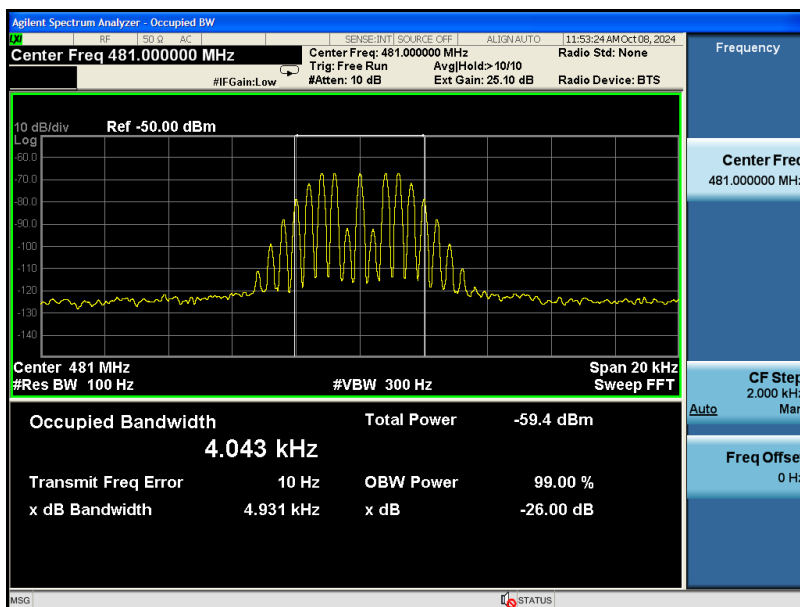 Agilent Spectrum Analyzer - Occupied BW
LXI RF 50 Ω AC SENSE:INT SOURCE OFF ALIGN AUTO 11:53:24 AM Oct 08, 2024
Center Freq 481.000000 MHz Center Freq: 481.000000 MHz Radio Std: None
Trig: Free Run Avg|Hold:>10/10
#IFGain:Low #Atten: 10 dB Ext Gain: 25.10 dB Radio Device: BTS
10 dB/div Ref -50.00 dBm
Log
-60.0
-70.0
-80.0
-90.0
-100
-110
-120
-130
-140
Center 481 MHz Span 20 kHz
#Res BW 100 Hz #VBW 300 Hz Sweep FFT
Occupied Bandwidth Total Power -59.4 dBm
4.043 kHz
Transmit Freq Error 10 Hz OBW Power 99.00 %
x dB Bandwidth 4.931 kHz x dB -26.00 dB
Frequency
Center Freq
481.000000 MHz
CF Step
2.000 kHz
Auto Man
Freq Offset
0 Hz
MSG STATUS